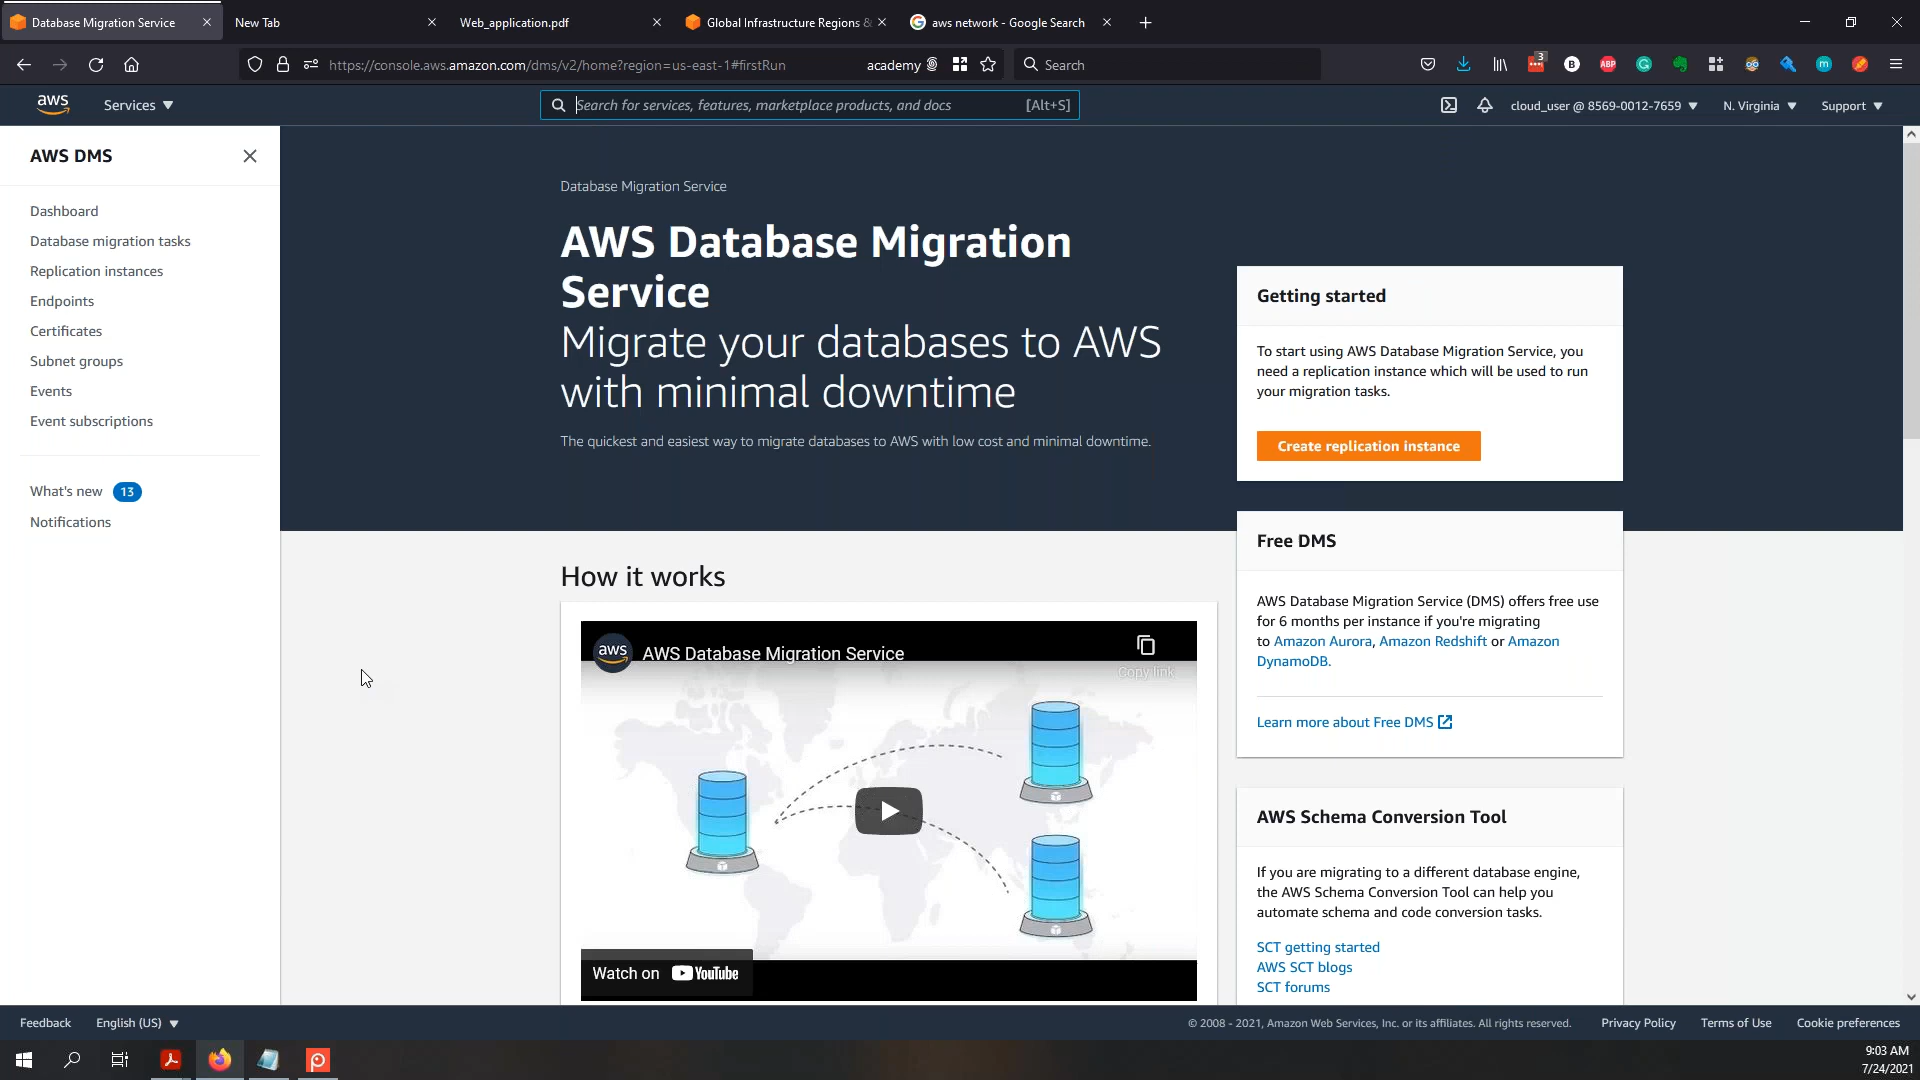 Database Migration Service
New Tab
Web_application.pdf
Global Infrastructure Regions &
aws network - Google Search
https://console.aws.amazon.com/dms/v2/home?region=us-east-1#firstRun
academy
Search
3
B
ABP
G
m
aws
Services
Search for services, features, marketplace products, and docs
[Alt+S]
cloud_user @ 8569-0012-7659
N. Virginia
Support
AWS DMS
Dashboard
Database migration tasks
Replication instances
Endpoints
Certificates
Subnet groups
Events
Event subscriptions
What's new 13
Notifications
Database Migration Service
AWS Database Migration
Service
Migrate your databases to AWS
with minimal downtime
The quickest and easiest way to migrate databases to AWS with low cost and minimal downtime.
Getting started
To start using AWS Database Migration Service, you
need a replication instance which will be used to run
your migration tasks.
Create replication instance
How it works
aws
AWS Database Migration Service
Copy link
Watch on YouTube
Free DMS
AWS Database Migration Service (DMS) offers free use
for 6 months per instance if you're migrating
to Amazon Aurora, Amazon Redshift or Amazon
DynamoDB.
Learn more about Free DMS
AWS Schema Conversion Tool
If you are migrating to a different database engine,
the AWS Schema Conversion Tool can help you
automate schema and code conversion tasks.
SCT getting started
AWS SCT blogs
SCT forums
Feedback
English (US)
© 2008 - 2021, Amazon Web Services, Inc. or its affiliates. All rights reserved.
Privacy Policy
Terms of Use
Cookie preferences
9:03 AM
7/24/2021